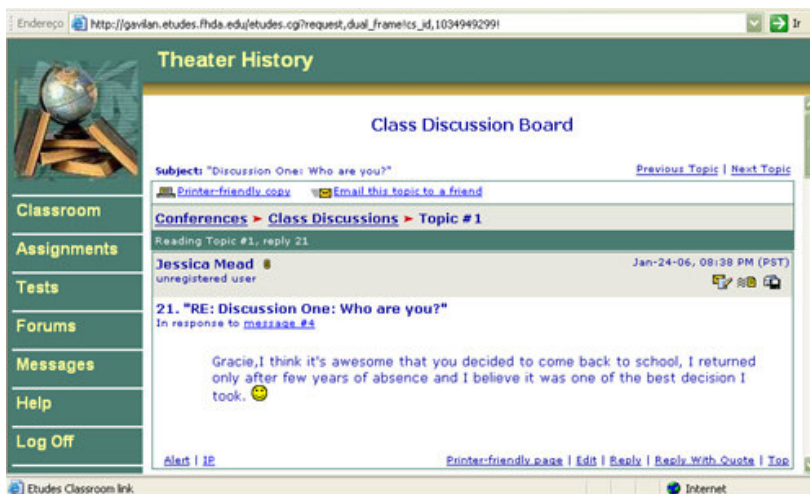 Endereço http://gavilan.etudes.fhda.edu/etudes.cgi?request,dual_frame!cs_id,1034949299! Ir
Theater History
Class Discussion Board
Subject: "Discussion One: Who are you?" Previous Topic | Next Topic
Printer-friendly copy Email this topic to a friend
Classroom
Conferences ► Class Discussions ► Topic #1
Reading Topic #1, reply 21
Assignments
Jessica Mead Jan-24-06, 08:38 PM (PST)
unregistered user
Tests
21. "RE: Discussion One: Who are you?"
In response to message #4
Forums
Messages
Gracie,I think it's awesome that you decided to come back to school, I returned
only after few years of absence and I believe it was one of the best decision I
took.
Help
Log Off
Alert | IP Printer-friendly page | Edit | Reply | Reply With Quote | Top
Etudes Classroom link Internet